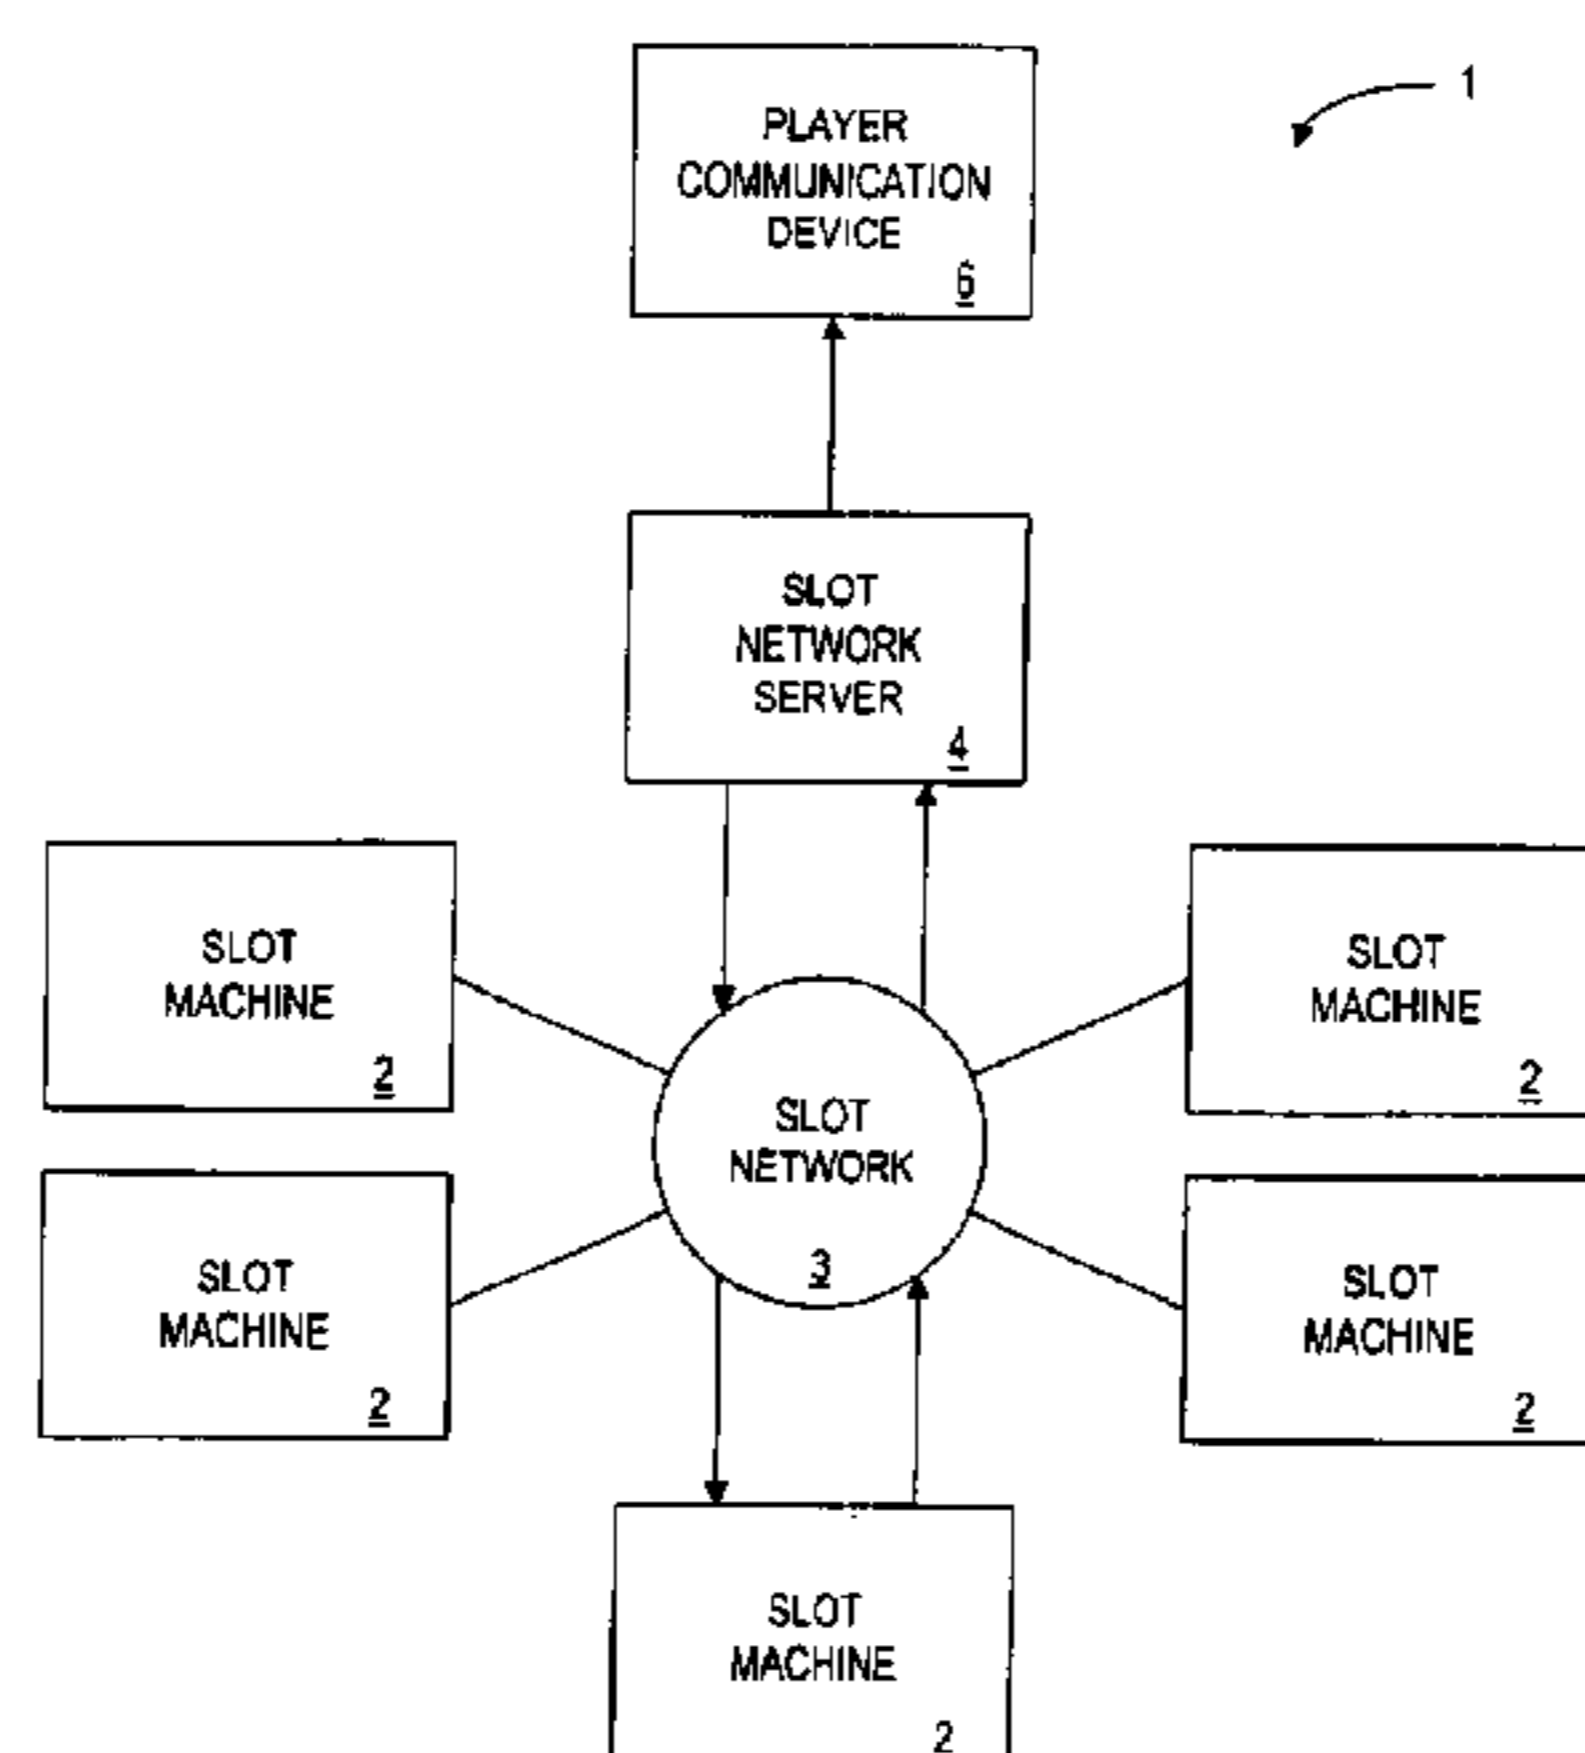 1
PLAYER
COMMUNICATION
DEVICE
6
SLOT
NETWORK
SERVER
4
SLOT
MACHINE
2
SLOT
MACHINE
2
SLOT
NETWORK
3
SLOT
MACHINE
2
SLOT
MACHINE
2
SLOT
MACHINE
2